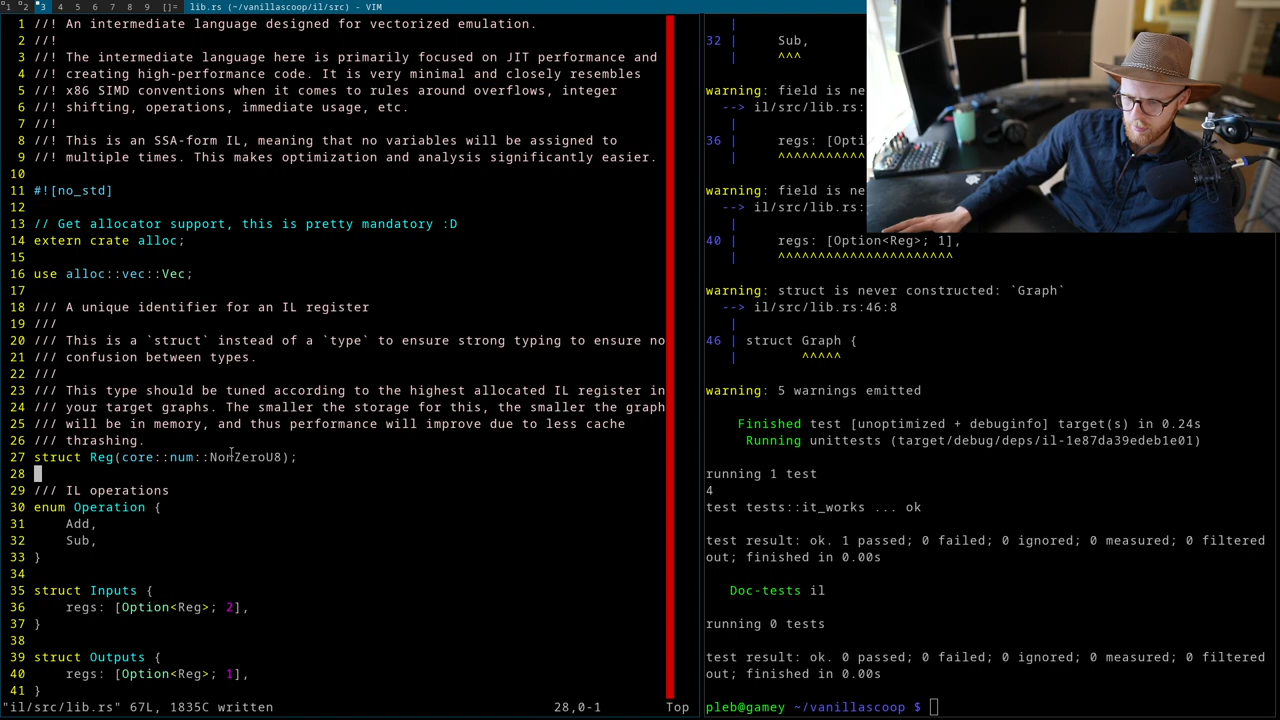 1 2 3 4 5 6 7 8 9 []= lib.rs (~/vanillascoop/il/src) - VIM
1 //! An intermediate language designed for vectorized emulation.
2 //!
3 //! The intermediate language here is primarily focused on JIT performance and
4 //! creating high-performance code. It is very minimal and closely resembles
5 //! x86 SIMD conventions when it comes to rules around overflows, integer
6 //! shifting, operations, immediate usage, etc.
7 //!
8 //! This is an SSA-form IL, meaning that no variables will be assigned to
9 //! multiple times. This makes optimization and analysis significantly easier.
10
11 #![no_std]
12
13 // Get allocator support, this is pretty mandatory :D
14 extern crate alloc;
15
16 use alloc::vec::Vec;
17
18 /// A unique identifier for an IL register
19 ///
20 /// This is a `struct` instead of a `type` to ensure strong typing to ensure no
21 /// confusion between types.
22 ///
23 /// This type should be tuned according to the highest allocated IL register in
24 /// your target graphs. The smaller the storage for this, the smaller the graph
25 /// will be in memory, and thus performance will improve due to less cache
26 /// thrashing.
27 struct Reg(core::num::NonZeroU8);
28
29 /// IL operations
30 enum Operation {
31     Add,
32     Sub,
33 }
34
35 struct Inputs {
36     regs: [Option<Reg>; 2],
37 }
38
39 struct Outputs {
40     regs: [Option<Reg>; 1],
41 }
"il/src/lib.rs" 67L, 1835C written 28,0-1 Top
|
32 |     Sub,
|     ^^^
warning: field is ne
--> il/src/lib.rs:
|
36 |     regs: [Opti
|     ^^^^^^^^^^^
warning: field is ne
--> il/src/lib.rs:
|
40 |     regs: [Option<Reg>; 1],
|     ^^^^^^^^^^^^^^^^^^^^^^
warning: struct is never constructed: `Graph`
--> il/src/lib.rs:46:8
|
46 | struct Graph {
|        ^^^^^
warning: 5 warnings emitted
Finished test [unoptimized + debuginfo] target(s) in 0.24s
Running unittests (target/debug/deps/il-1e87da39edeb1e01)
running 1 test
4
test tests::it_works ... ok
test result: ok. 1 passed; 0 failed; 0 ignored; 0 measured; 0 filtered
out; finished in 0.00s
Doc-tests il
running 0 tests
test result: ok. 0 passed; 0 failed; 0 ignored; 0 measured; 0 filtered
out; finished in 0.00s
pleb@gamey ~/vanillascoop $